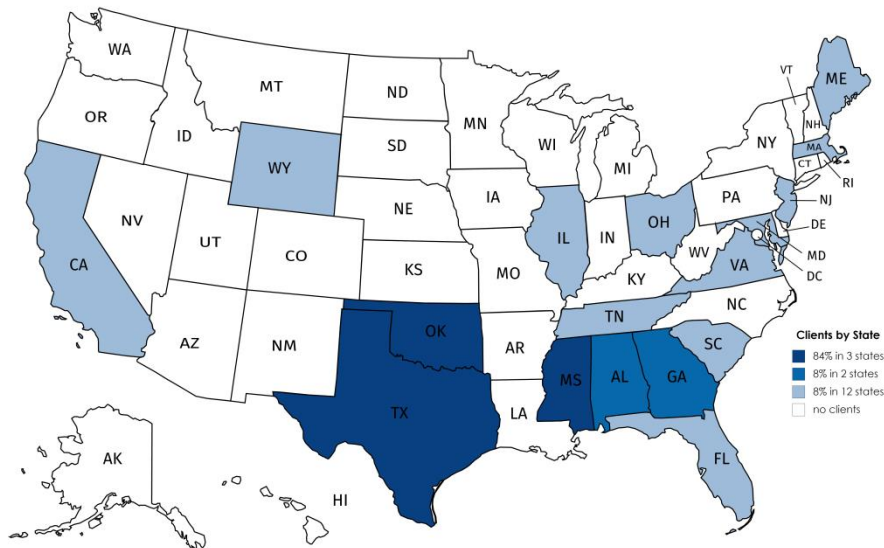 WA
MT
ND
MN
VT
ME
OR
ID
SD
WI
NY
NH
MA
WY
MI
CT
RI
IA
PA
NJ
NE
NV
IL
IN
OH
DE
UT
CO
MD
CA
WV
VA
DC
KS
MO
KY
NC
TN
AZ
NM
OK
AR
SC
MS
AL
GA
Clients by State
84% in 3 states
8% in 2 states
8% in 12 states
no clients
TX
LA
FL
AK
HI